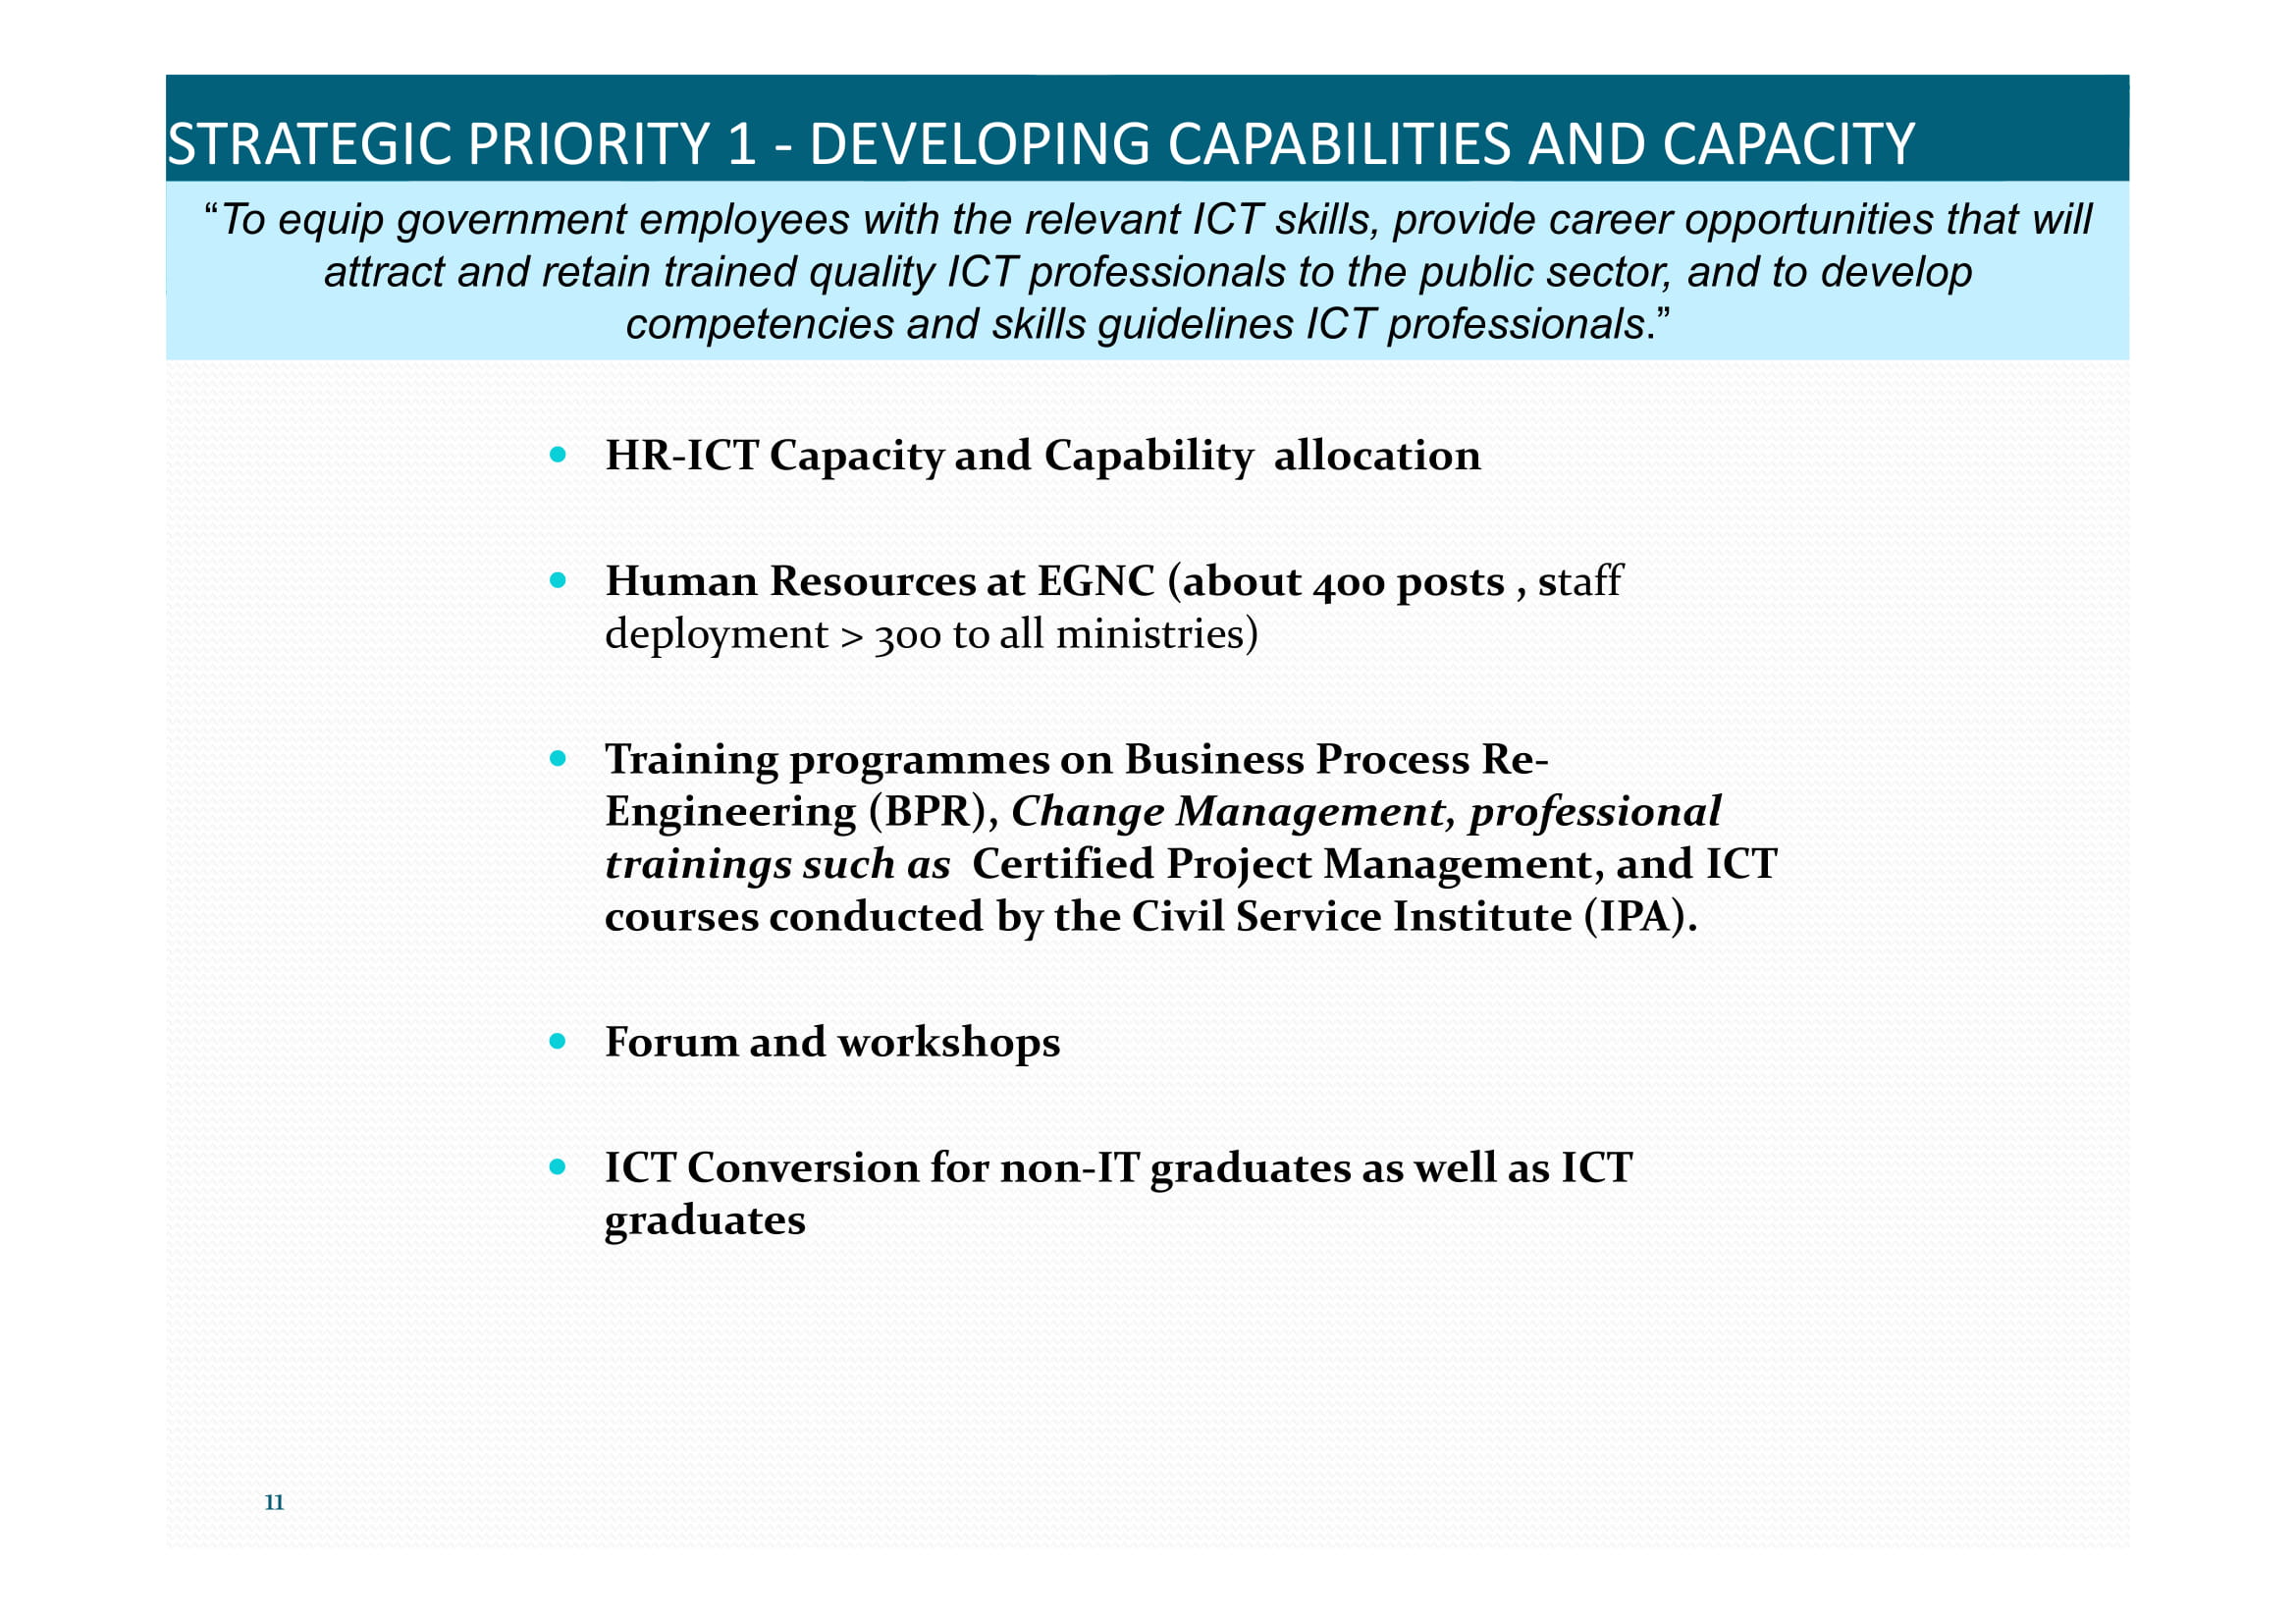 STRATEGIC PRIORITY 1 - DEVELOPING CAPABILITIES AND CAPACITY
“To equip government employees with the relevant ICT skills, provide career opportunities that will
attract and retain trained quality ICT professionals to the public sector, and to develop
competencies and skills guidelines ICT professionals.”
• HR-ICT Capacity and Capability allocation
• Human Resources at EGNC (about 400 posts , staff
deployment > 300 to all ministries)
• Training programmes on Business Process Re-
Engineering (BPR), Change Management, professional
trainings such as Certified Project Management, and ICT
courses conducted by the Civil Service Institute (IPA).
• Forum and workshops
• ICT Conversion for non-IT graduates as well as ICT
graduates
11